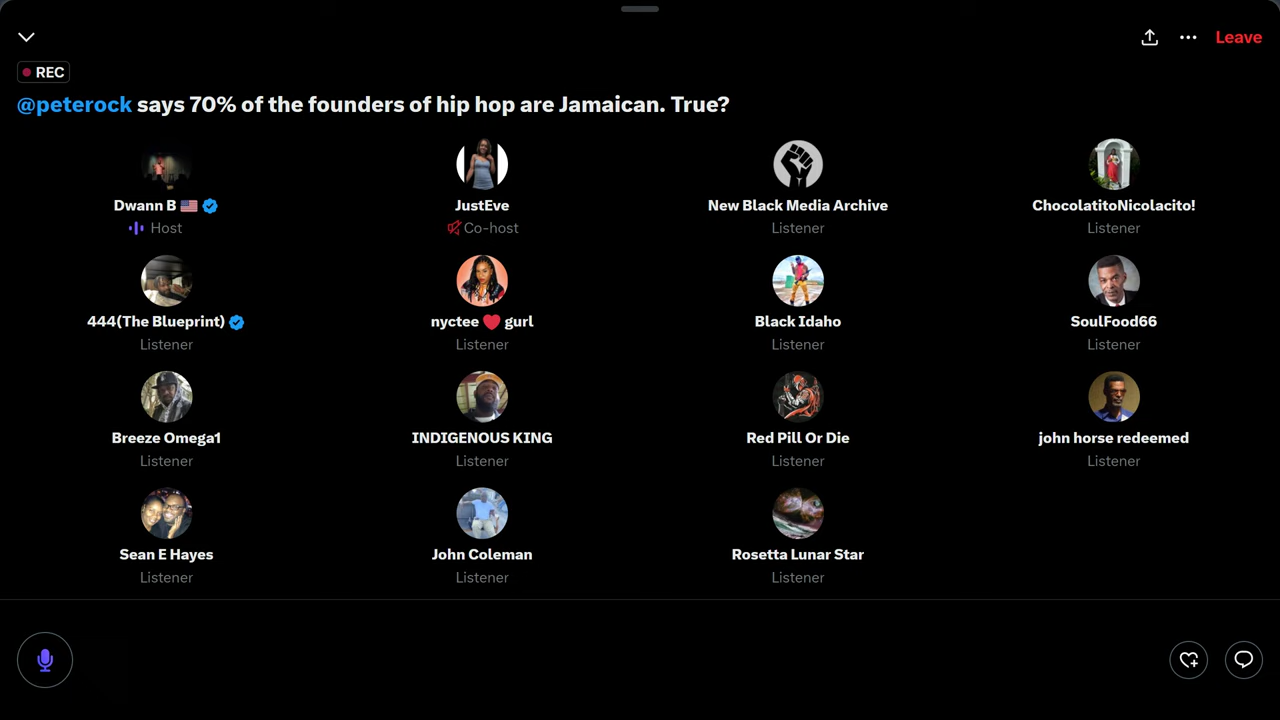 Leave
REC
@peterock says 70% of the founders of hip hop are Jamaican. True?
Dwann B 🇺🇸
Host
JustEve
Co-host
New Black Media Archive
Listener
ChocolatitoNicolacito!
Listener
444(The Blueprint)
Listener
nyctee ❤️ gurl
Listener
Black Idaho
Listener
SoulFood66
Listener
Breeze Omega1
Listener
INDIGENOUS KING
Listener
Red Pill Or Die
Listener
john horse redeemed
Listener
Sean E Hayes
Listener
John Coleman
Listener
Rosetta Lunar Star
Listener